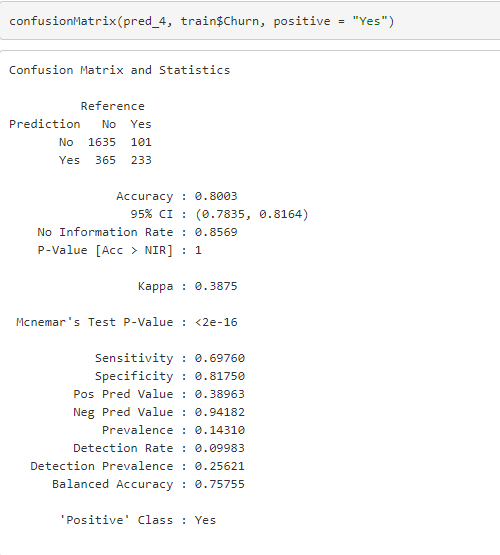 confusionMatrix(pred_4, train$Churn, positive = "Yes")
Confusion Matrix and Statistics
Reference
Prediction No Yes
No 1635 101
Yes 365 233
Accuracy : 0.8003
95% CI : (0.7835, 0.8164)
No Information Rate : 0.8569
P-Value [Acc > NIR] : 1
Kappa : 0.3875
Mcnemar's Test P-Value : <2e-16
Sensitivity : 0.69760
Specificity : 0.81750
Pos Pred Value : 0.38963
Neg Pred Value : 0.94182
Prevalence : 0.14310
Detection Rate : 0.09983
Detection Prevalence : 0.25621
Balanced Accuracy : 0.75755
'Positive' Class : Yes